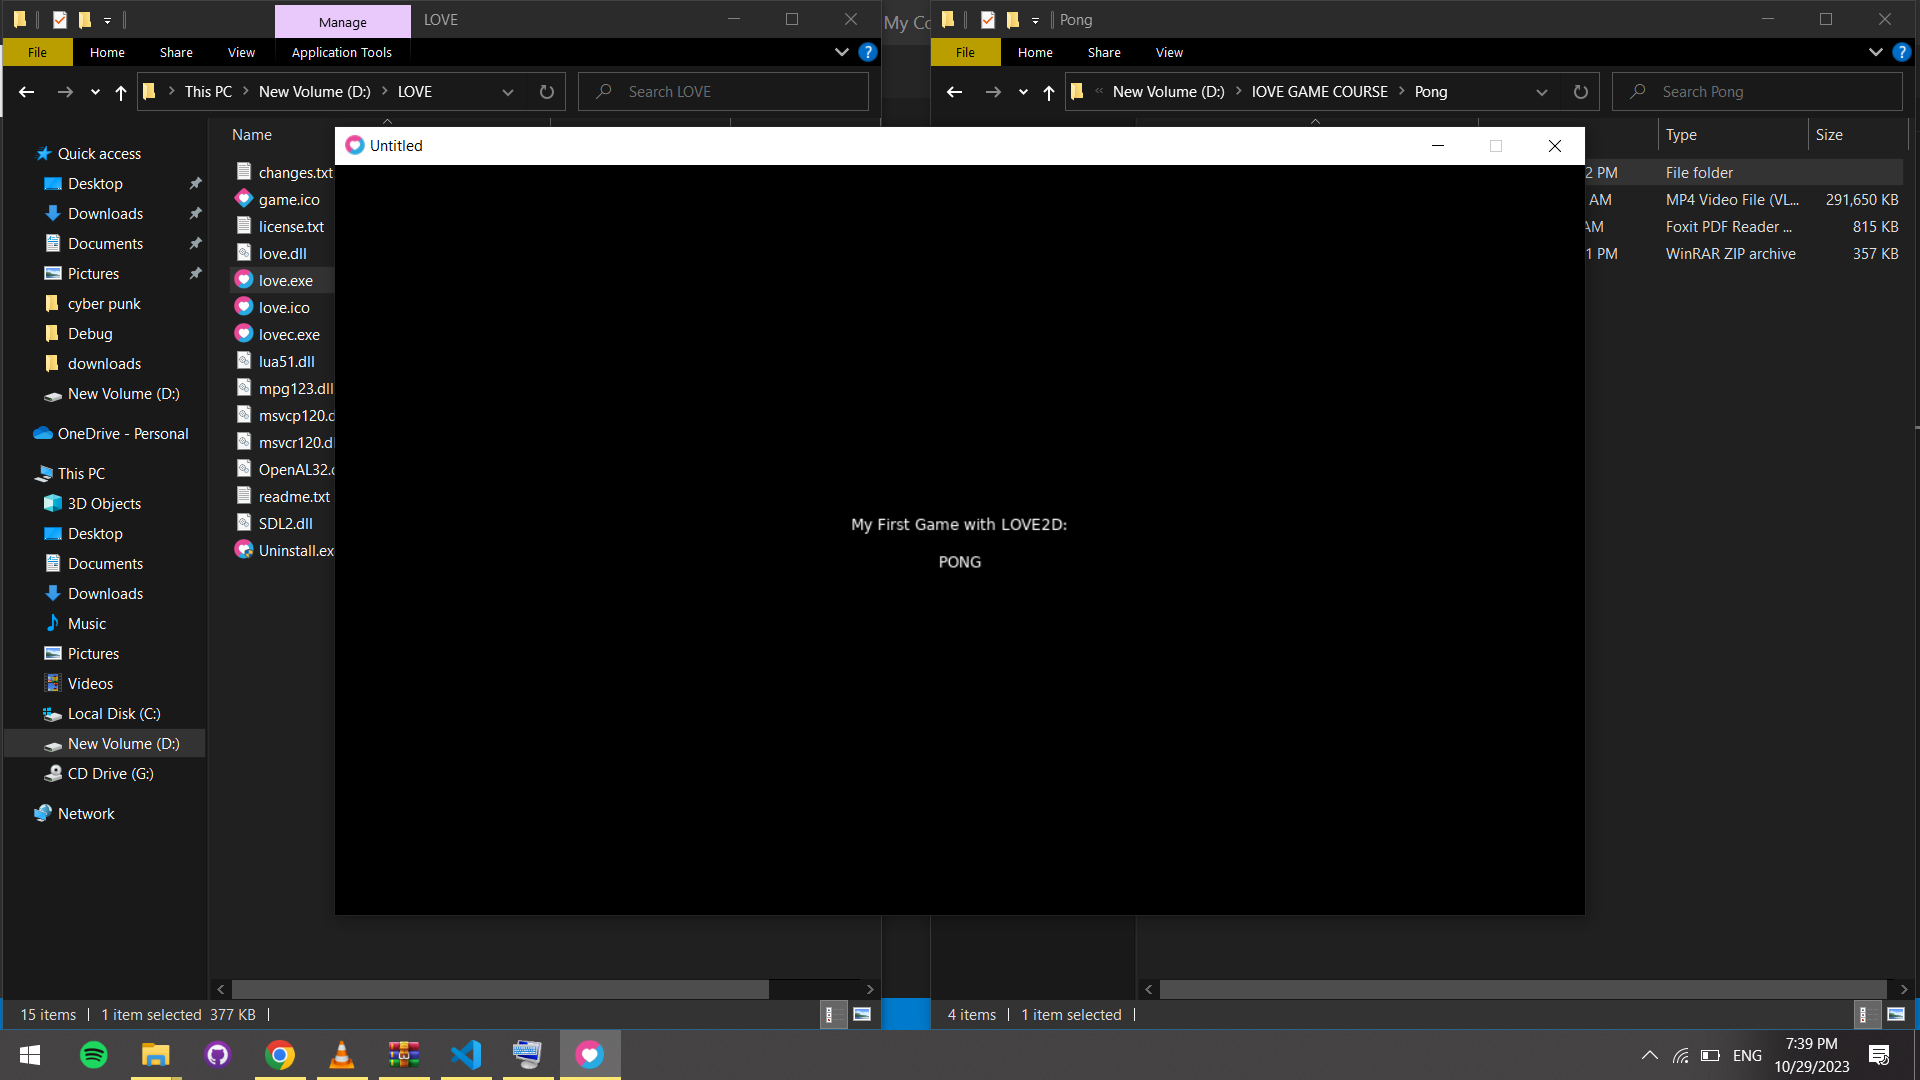 Manage
LOVE
File
Home
Share
View
Application Tools
This PC
New Volume (D:)
LOVE
Search LOVE
Name
Quick access
Desktop
Downloads
Documents
Pictures
cyber punk
Debug
downloads
New Volume (D:)
OneDrive - Personal
This PC
3D Objects
Desktop
Documents
Downloads
Music
Pictures
Videos
Local Disk (C:)
New Volume (D:)
CD Drive (G:)
Network
changes.txt
game.ico
license.txt
love.dll
love.exe
love.ico
lovec.exe
lua51.dll
mpg123.dll
msvcp120.d
msvcr120.dl
OpenAL32.d
readme.txt
SDL2.dll
Uninstall.ex
15 items
1 item selected 377 KB
My Co
Untitled
My First Game with LOVE2D:
PONG
Pong
File
Home
Share
View
New Volume (D:)
lOVE GAME COURSE
Pong
Search Pong
Type
Size
2 PM File folder
AM MP4 Video File (VL... 291,650 KB
AM Foxit PDF Reader ... 815 KB
1 PM WinRAR ZIP archive 357 KB
4 items
1 item selected
ENG
7:39 PM
10/29/2023